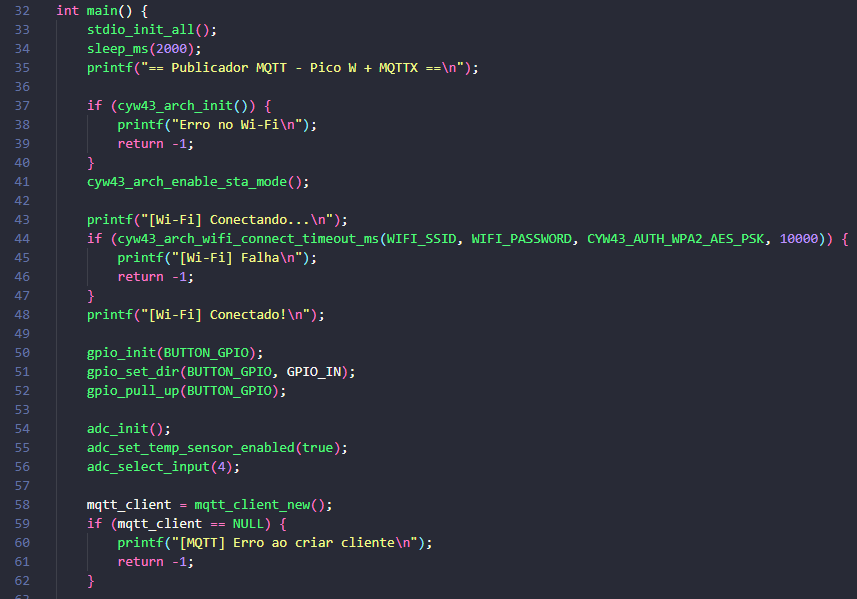 32 int main() {
33     stdio_init_all();
34     sleep_ms(2000);
35     printf("== Publicador MQTT - Pico W + MQTTX ==\n");
36
37     if (cyw43_arch_init()) {
38         printf("Erro no Wi-Fi\n");
39         return -1;
40     }
41     cyw43_arch_enable_sta_mode();
42
43     printf("[Wi-Fi] Conectando...\n");
44     if (cyw43_arch_wifi_connect_timeout_ms(WIFI_SSID, WIFI_PASSWORD, CYW43_AUTH_WPA2_AES_PSK, 10000)) {
45         printf("[Wi-Fi] Falha\n");
46         return -1;
47     }
48     printf("[Wi-Fi] Conectado!\n");
49
50     gpio_init(BUTTON_GPIO);
51     gpio_set_dir(BUTTON_GPIO, GPIO_IN);
52     gpio_pull_up(BUTTON_GPIO);
53
54     adc_init();
55     adc_set_temp_sensor_enabled(true);
56     adc_select_input(4);
57
58     mqtt_client = mqtt_client_new();
59     if (mqtt_client == NULL) {
60         printf("[MQTT] Erro ao criar cliente\n");
61         return -1;
62     }